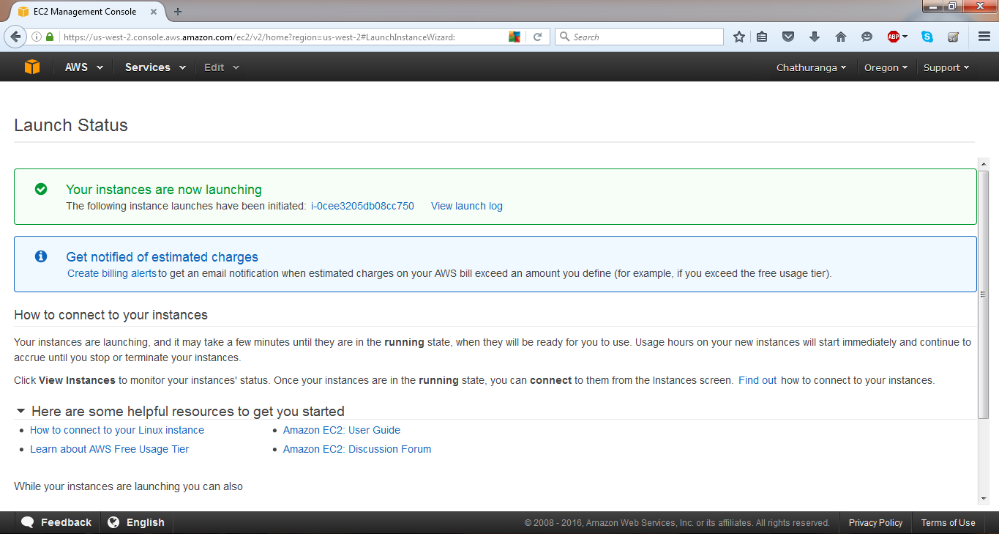 EC2 Management Console
https://us-west-2.console.aws.amazon.com/ec2/v2/home?region=us-west-2#LaunchInstanceWizard:
Search
ABP
AWS Services Edit Chathuranga Oregon Support
Launch Status
Your instances are now launching
The following instance launches have been initiated: i-0cee3205db08cc750 View launch log
Get notified of estimated charges
Create billing alerts to get an email notification when estimated charges on your AWS bill exceed an amount you define (for example, if you exceed the free usage tier).
How to connect to your instances
Your instances are launching, and it may take a few minutes until they are in the running state, when they will be ready for you to use. Usage hours on your new instances will start immediately and continue to
accrue until you stop or terminate your instances.
Click View Instances to monitor your instances' status. Once your instances are in the running state, you can connect to them from the Instances screen. Find out how to connect to your instances.
Here are some helpful resources to get you started
How to connect to your Linux instance
Amazon EC2: User Guide
Learn about AWS Free Usage Tier
Amazon EC2: Discussion Forum
While your instances are launching you can also
Feedback English © 2008 - 2016, Amazon Web Services, Inc. or its affiliates. All rights reserved. Privacy Policy Terms of Use